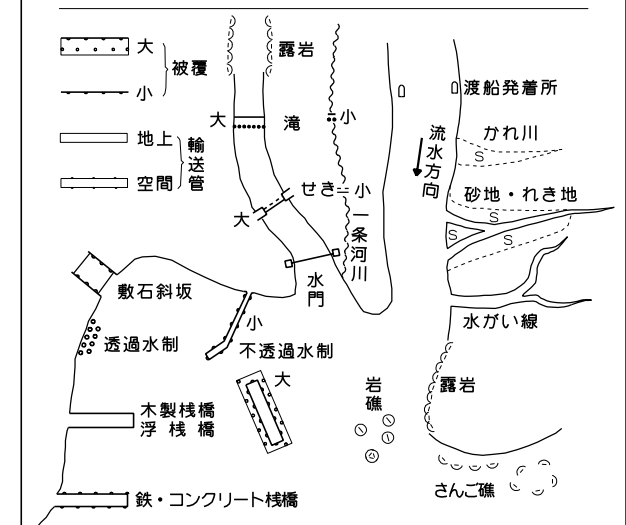 大
小
被覆
地上
空間
輸送管
露岩
大
滝
小
渡船発着所
流水方向
かれ川
S
せき
小
大
砂地・れき地
S
S
S
一条河川
水門
敷石斜坂
小
透過水制
不透過水制
水がい線
大
岩礁
露岩
木製桟橋
浮桟橋
さんご礁
鉄・コンクリート桟橋